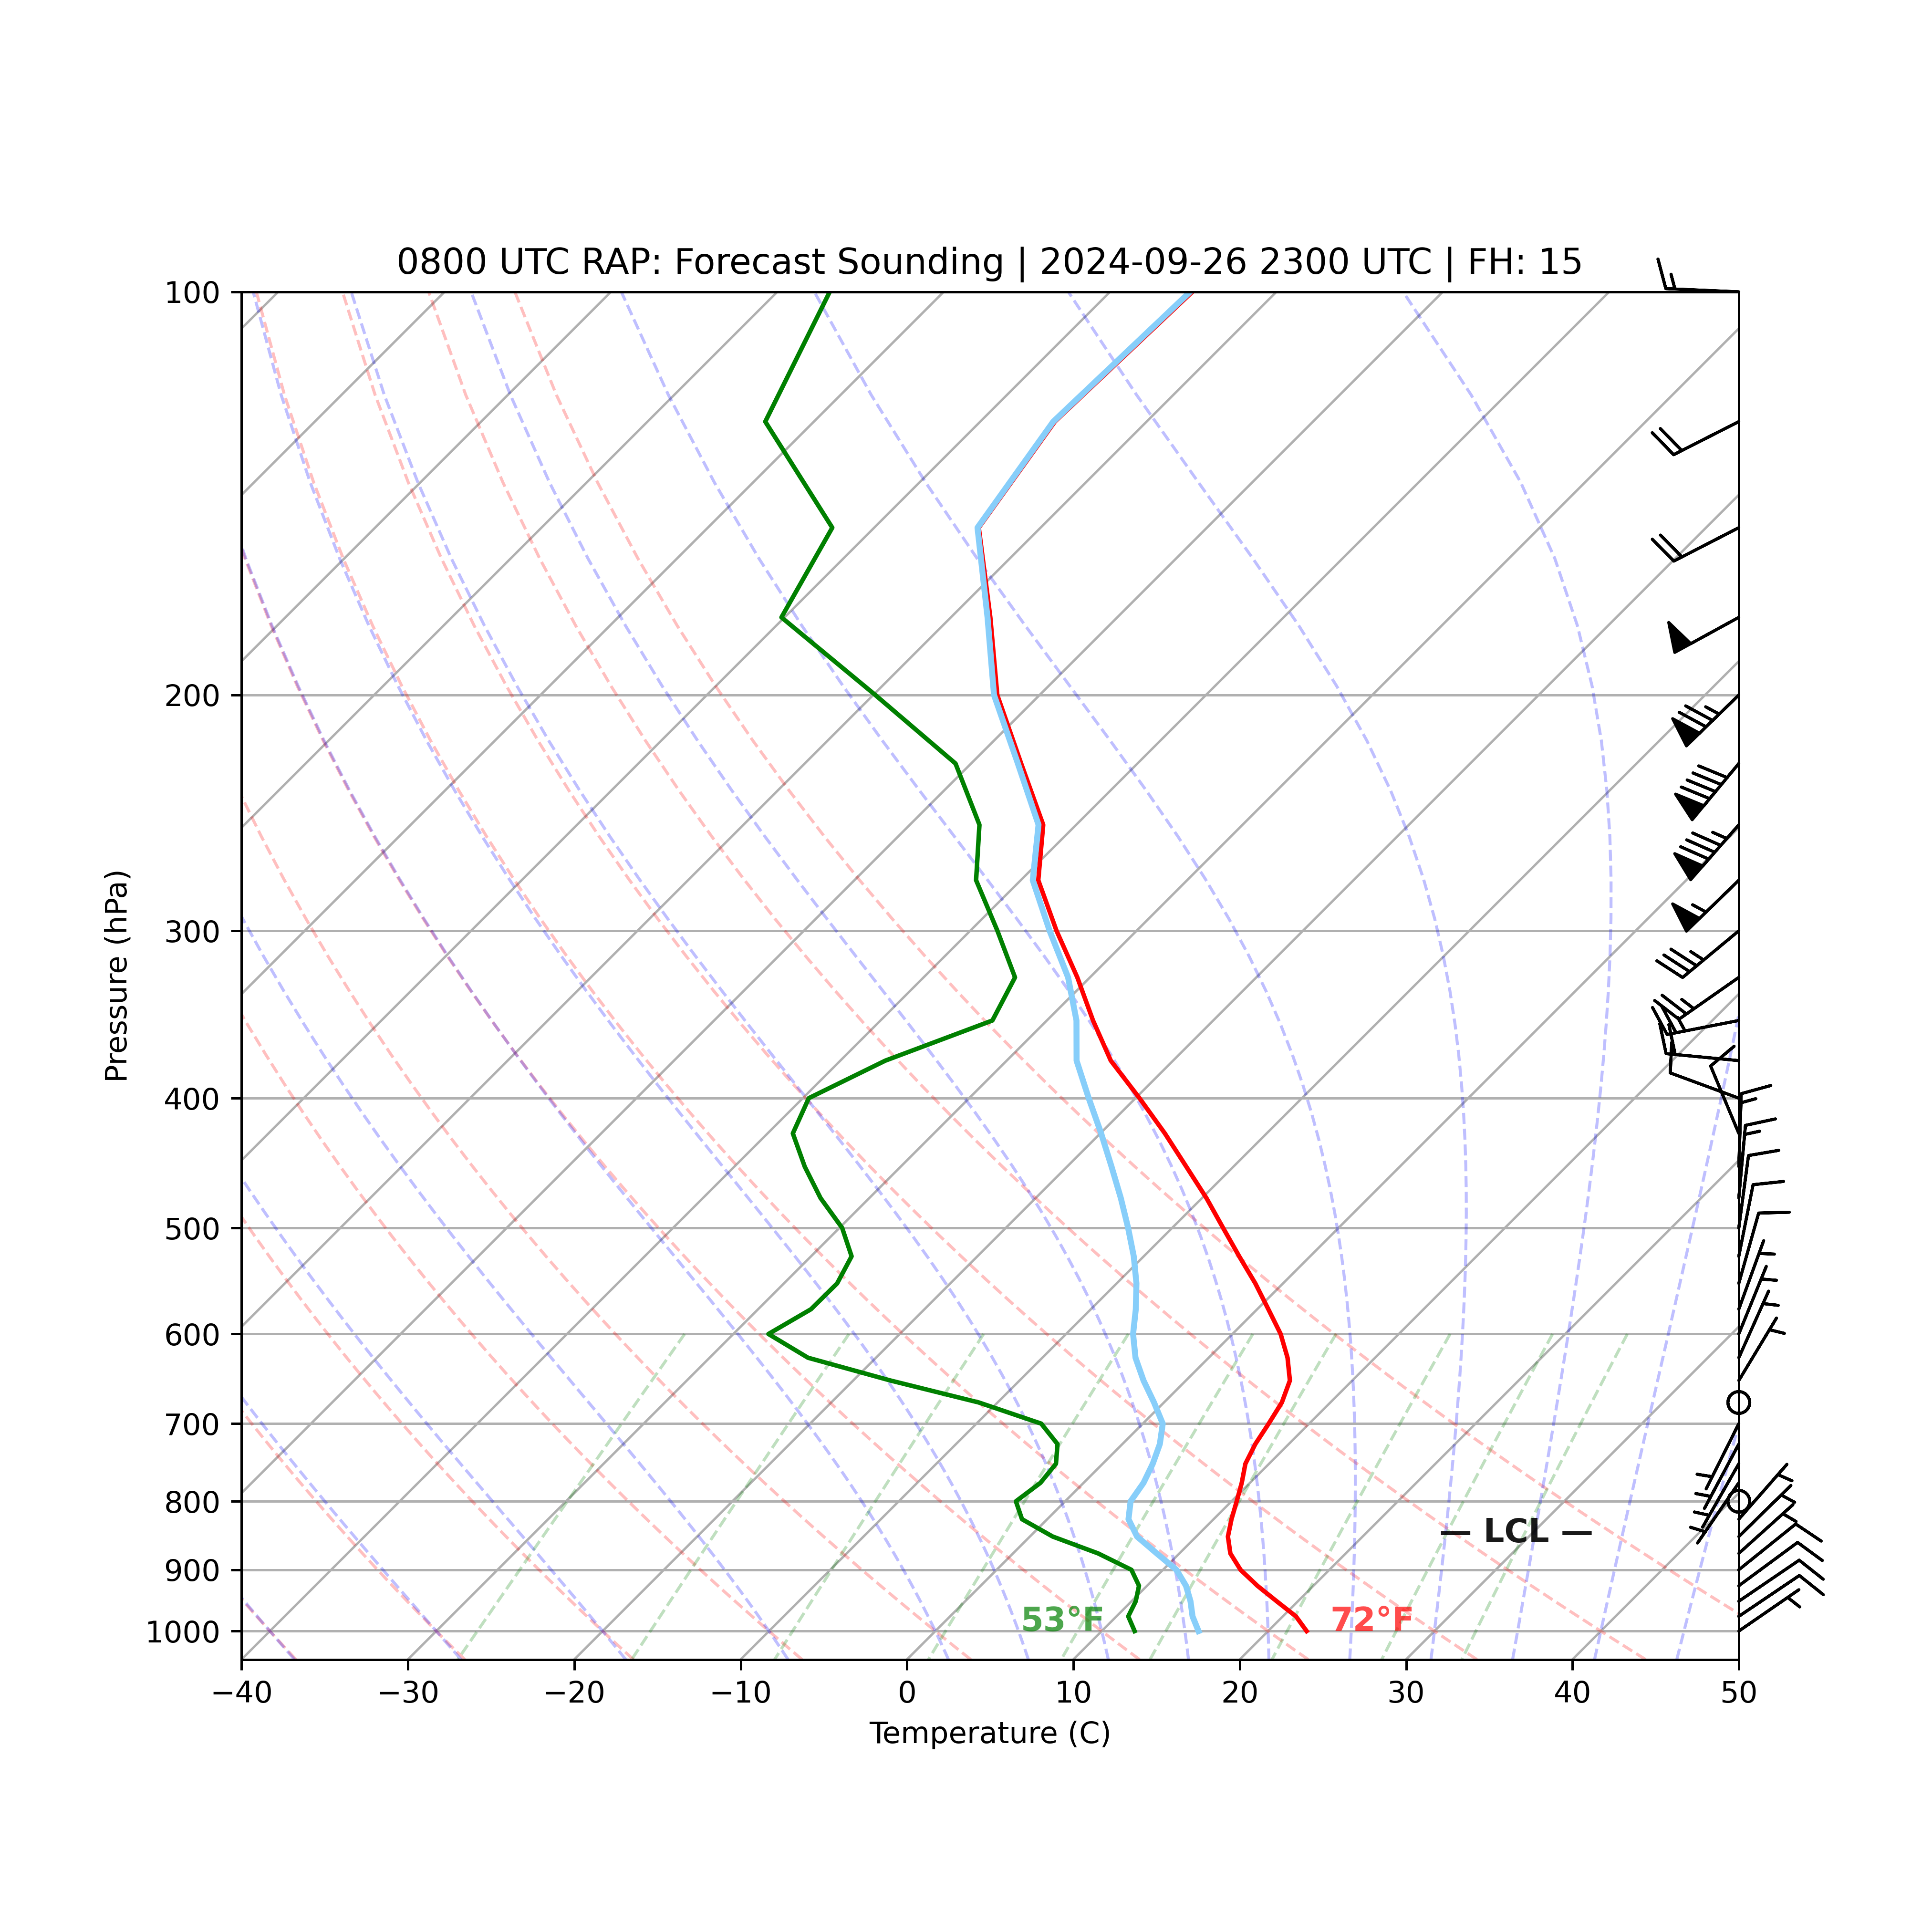 0800 UTC RAP: Forecast Sounding | 2024-09-26 2300 UTC | FH: 15
100
200
300
400
500
600
700
800
900
1000
Pressure (hPa)
— LCL —
53°F
72°F
−40 −30 −20 −10 0 10 20 30 40 50
Temperature (C)